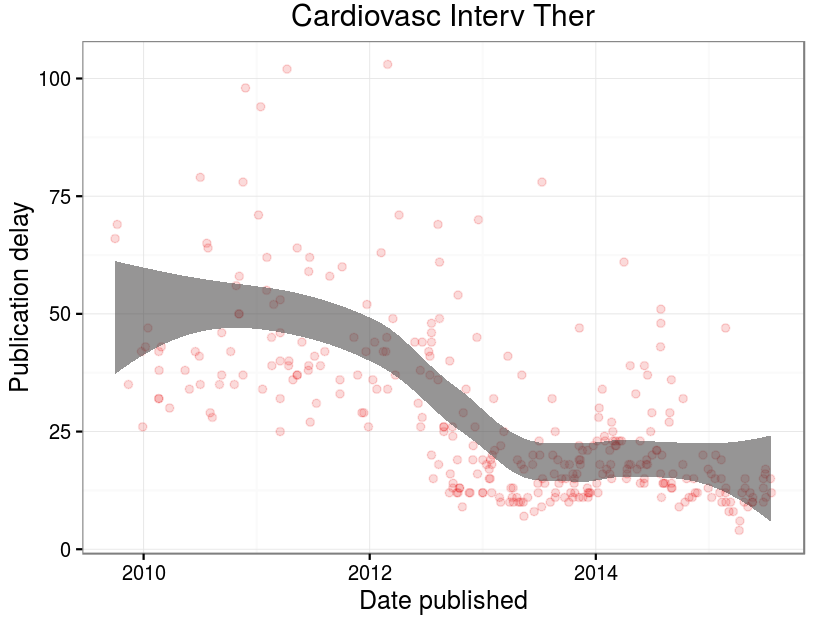 Cardiovasc Interv Ther
Publication delay
100
75
50
25
0
2010 2012 2014
Date published